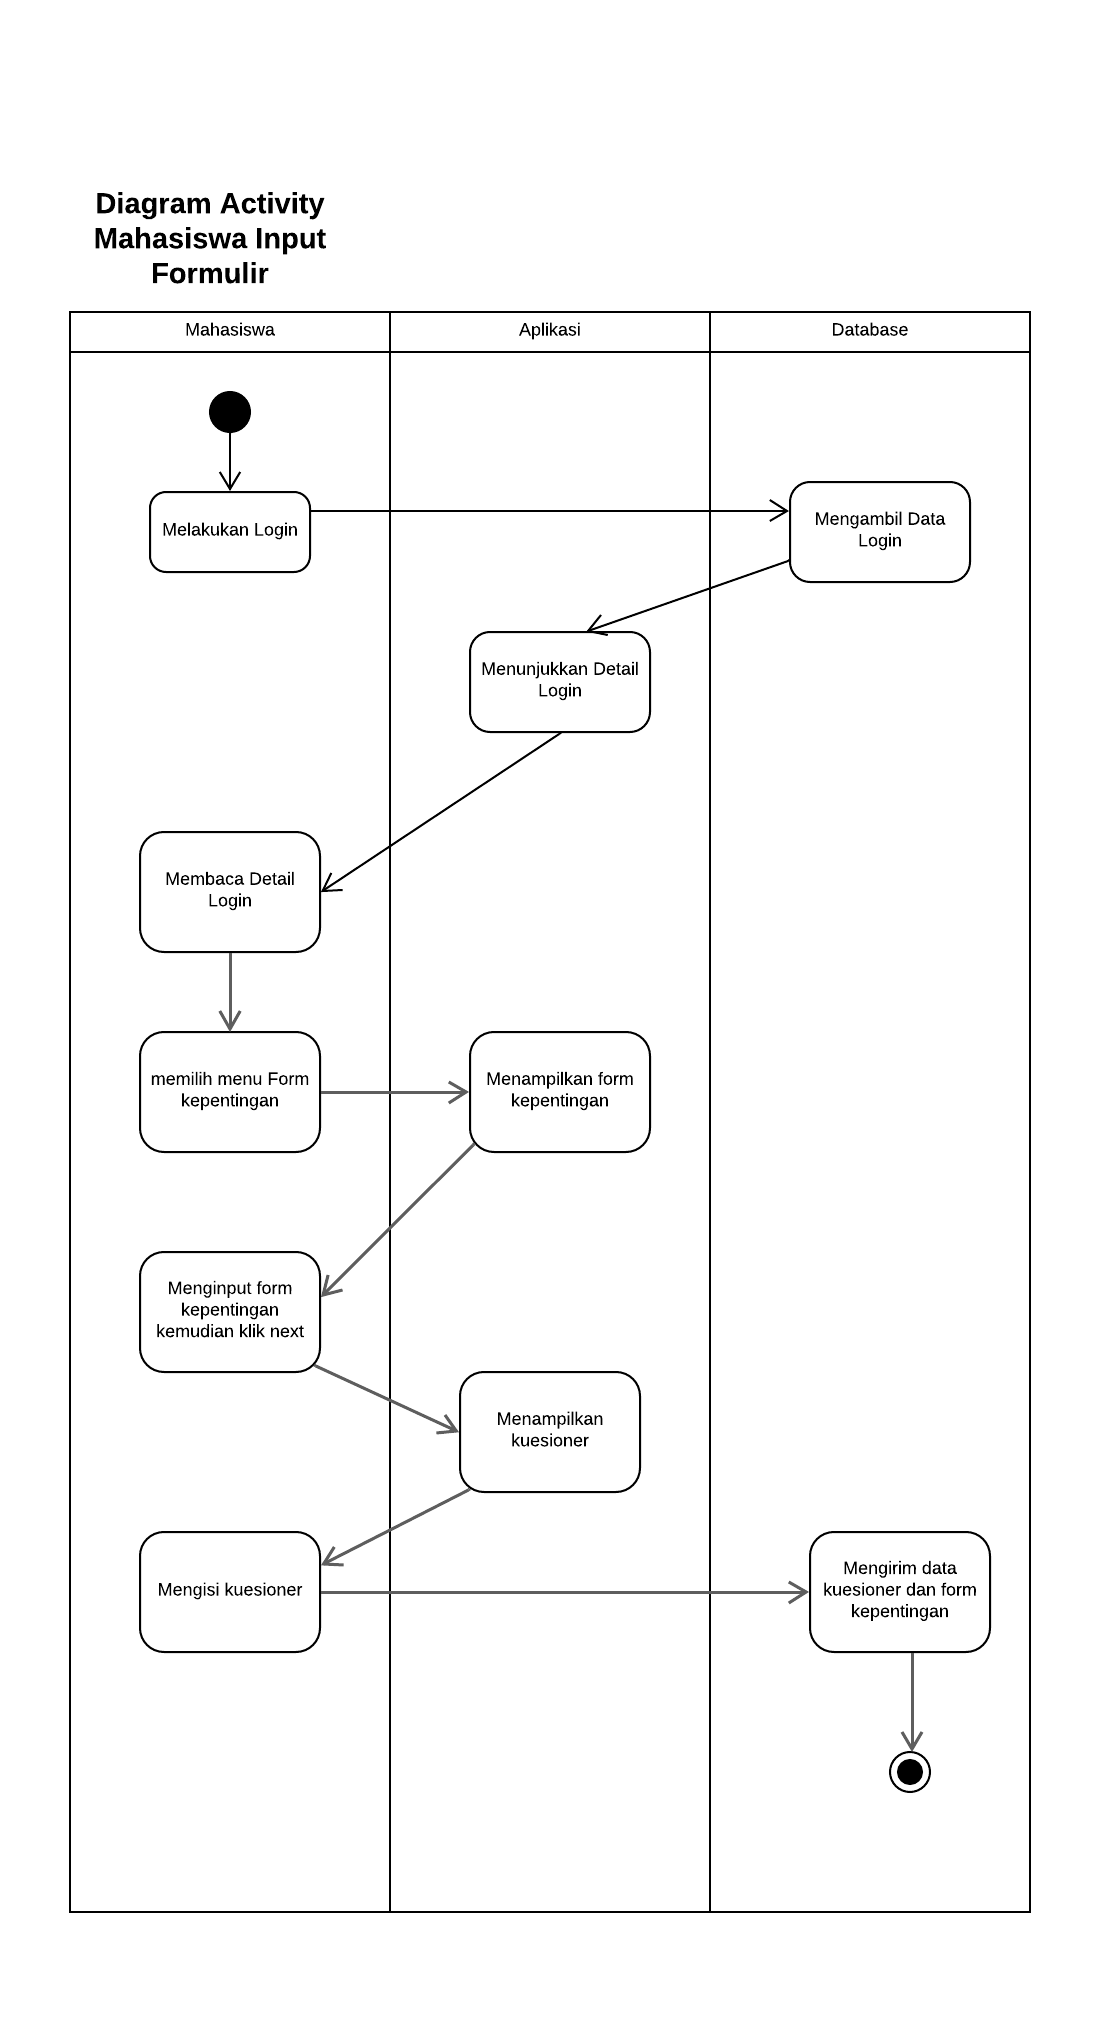 Diagram Activity
Mahasiswa Input
Formulir
Mahasiswa
Aplikasi
Database
Melakukan Login
Mengambil Data
Login
Menunjukkan Detail
Login
Membaca Detail
Login
memilih menu Form
kepentingan
Menampilkan form
kepentingan
Menginput form
kepentingan
kemudian klik next
Menampilkan
kuesioner
Mengisi kuesioner
Mengirim data
kuesioner dan form
kepentingan